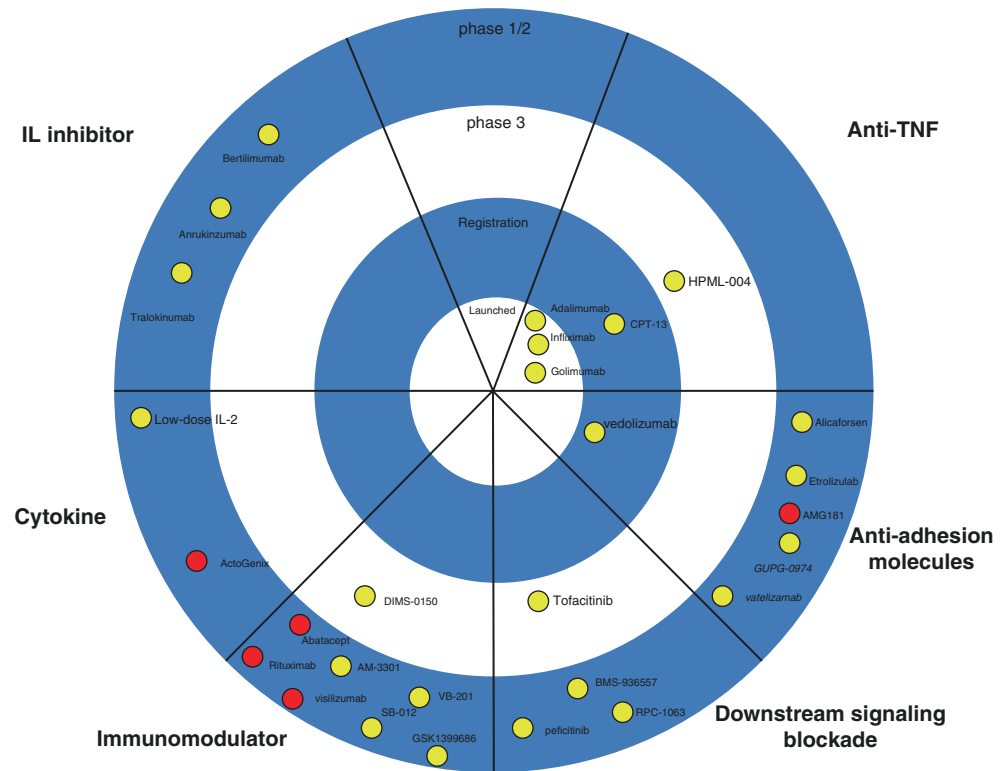 phase 1/2
phase 3
IL inhibitor
Anti-TNF
Bertilimumab
Anrukinzumab
Registration
Tralokinumab
HPML-004
Launched
Adalimumab
CPT-13
Infliximab
Golimumab
Low-dose IL-2
vedolizumab
Alicaforsen
Etrolizulab
Cytokine
AMG181
Anti-adhesion
molecules
ActoGenix
GUPG-0974
DIMS-0150
Tofacitinib
vatelizamab
Abatacept
Rituximab
AM-3301
visilizumab
VB-201
BMS-936557
SB-012
RPC-1063
Downstream signaling
blockade
Immunomodulator
GSK1399686
peficitinib